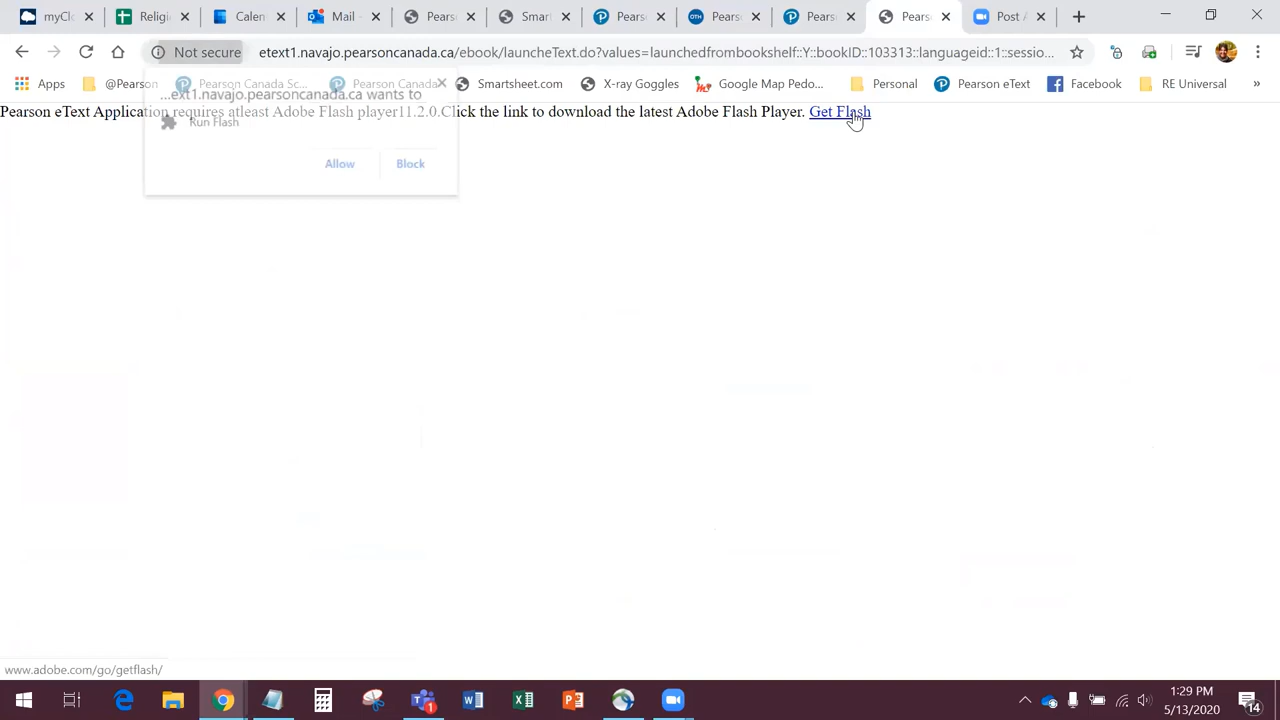 myCl
Religi
Calen
Mail -
Pears
Smar
Pears
Pears
Pears
Pears
Post A
Not secure
etext1.navajo.pearsoncanada.ca/ebook/launcheText.do?values=launchedfrombookshelf::Y::bookID::103313::languageid::1::sessio...
Apps
@Pearson
Pearson Canada Sc...
Pearson Canada
Smartsheet.com
X-ray Goggles
Google Map Pedo...
Personal
Pearson eText
Facebook
RE Universal
...ext1.navajo.pearsoncanada.ca wants to
Pearson eText Application requires atleast Adobe Flash player11.2.0.Click the link to download the latest Adobe Flash Player. Get Flash
Run Flash
Allow
Block
www.adobe.com/go/getflash/
1:29 PM
5/13/2020
14